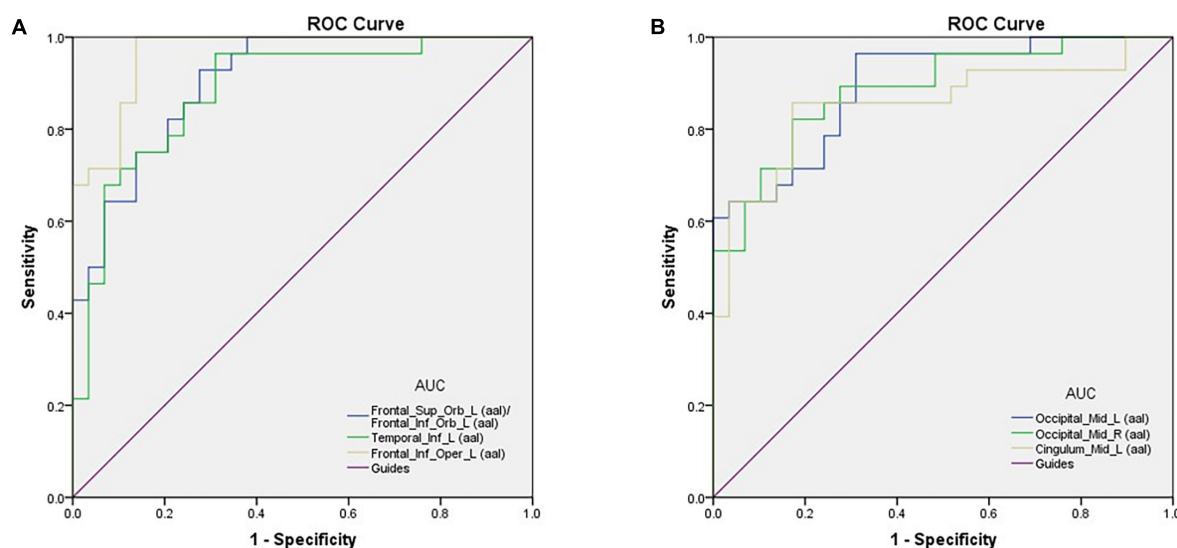 A
ROC Curve
1.0
0.8
0.6
0.4
0.2
0.0
Sensitivity
0.0
0.2
0.4
0.6
0.8
1.0
1 - Specificity
AUC
Frontal_Sup_Orb_L (aal)/
Frontal_Inf_Orb_L (aal)
Temporal_Inf_L (aal)
Frontal_Inf_Oper_L (aal)
Guides
B
ROC Curve
1.0
0.8
0.6
0.4
0.2
0.0
Sensitivity
0.0
0.2
0.4
0.6
0.8
1.0
1 - Specificity
AUC
Occipital_Mid_L (aal)
Occipital_Mid_R (aal)
Cingulum_Mid_L (aal)
Guides